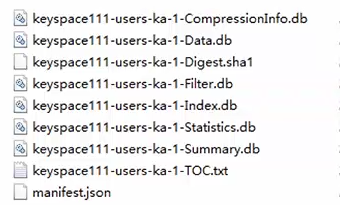 keyspace111-users-ka-1-CompressionInfo.db
keyspace111-users-ka-1-Data.db
keyspace111-users-ka-1-Digest.sha1
keyspace111-users-ka-1-Filter.db
keyspace111-users-ka-1-Index.db
keyspace111-users-ka-1-Statistics.db
keyspace111-users-ka-1-Summary.db
keyspace111-users-ka-1-TOC.txt
manifest.json